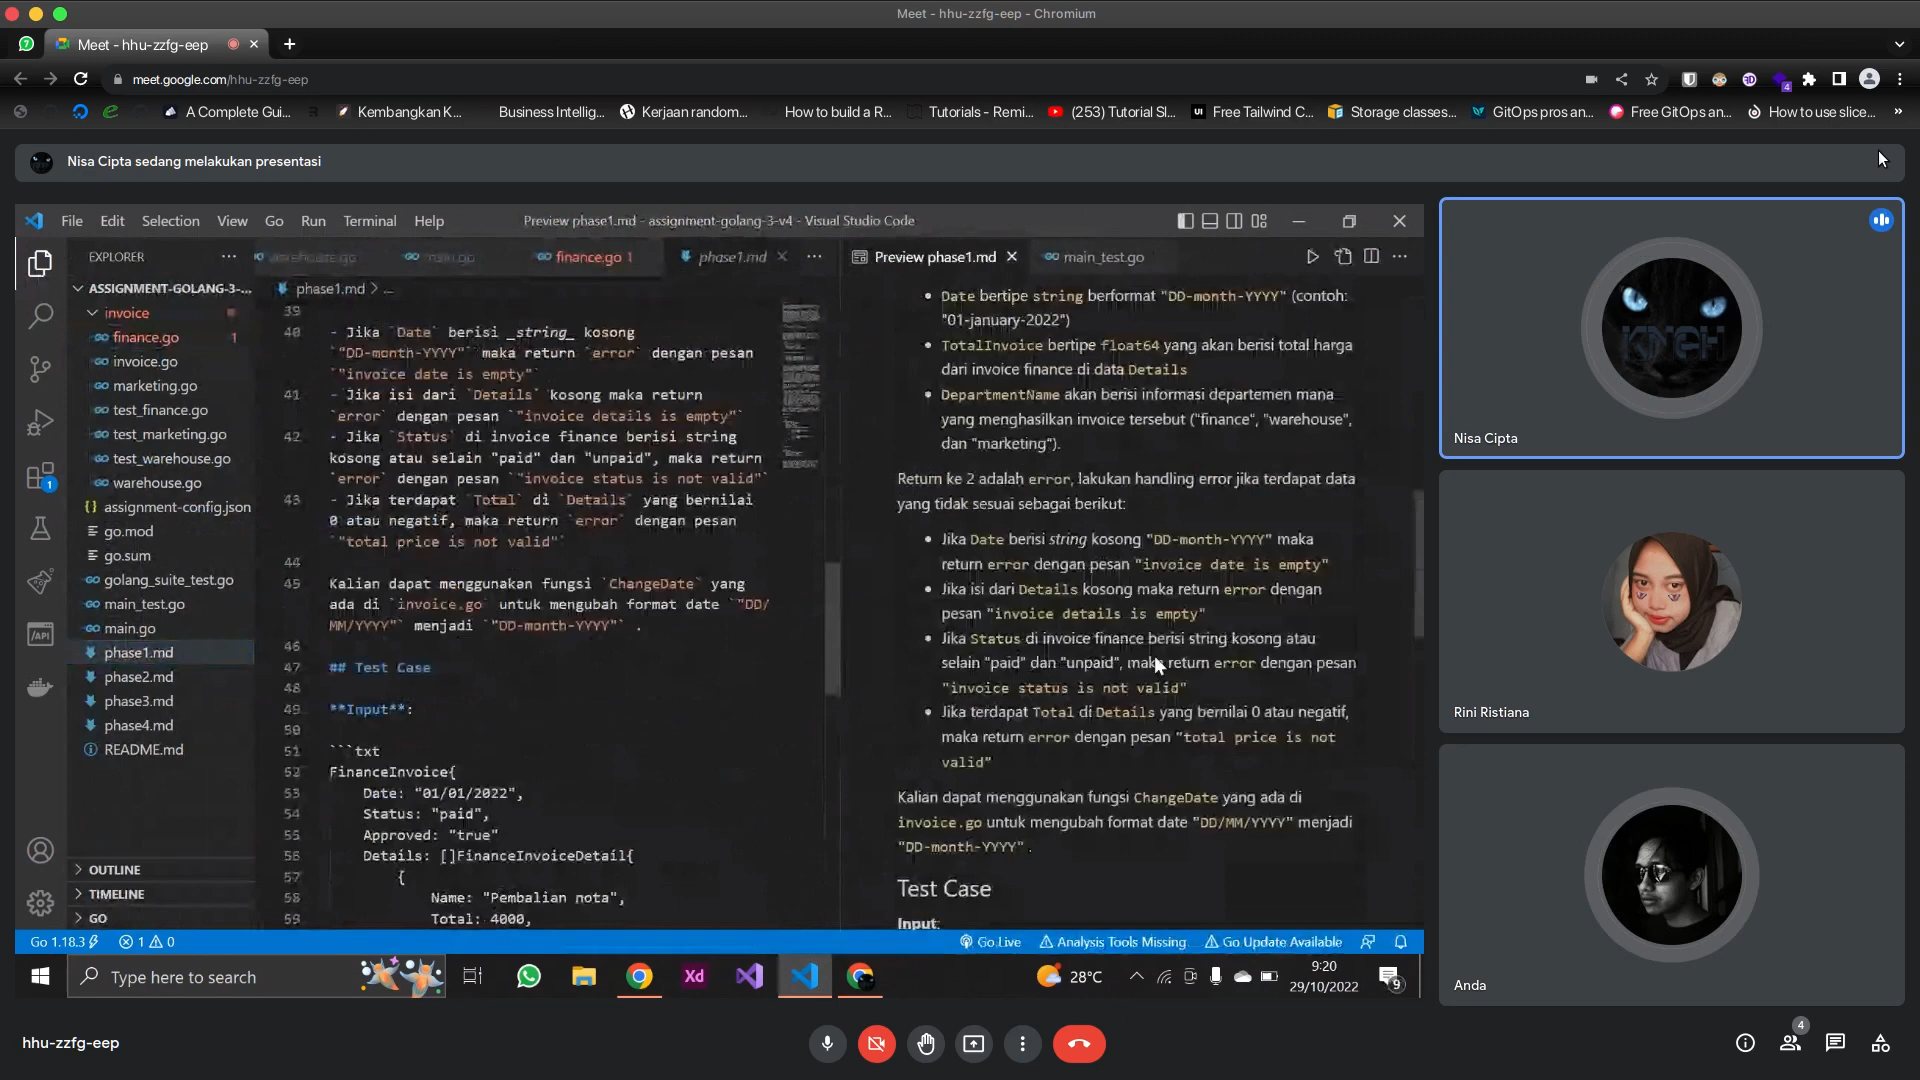 Meet - hhu-zzfg-eep - Chromium
Meet - hhu-zzfg-eep
meet.google.com/hhu-zzfg-eep
4
A Complete Gui...
Kembangkan K...
Business Intellig...
Kerjaan random...
How to build a R...
Tutorials - Remi...
(253) Tutorial Sl...
Free Tailwind C...
Storage classes...
GitOps pros an...
Free GitOps an...
How to use slice...
Nisa Cipta sedang melakukan presentasi
File Edit Selection View Go Run Terminal Help
Preview phase1.md - assignment-golang-3-v4 - Visual Studio Code
EXPLORER
ASSIGNMENT-GOLANG-3-...
invoice
finance.go 1
invoice.go
marketing.go
test_finance.go
test_marketing.go
test_warehouse.go
warehouse.go
assignment-config.json
go.mod
go.sum
golang_suite_test.go
main_test.go
main.go
phase1.md
phase2.md
phase3.md
phase4.md
README.md
OUTLINE
TIMELINE
GO
1
API
warehouse.go
main.go
finance.go 1
phase1.md
phase1.md > ...
39
40 - Jika `Date` berisi _string_ kosong
`"DD-month-YYYY"` maka return `error` dengan pesan
`"invoice date is empty"`
41 - Jika isi dari `Details` kosong maka return
`error` dengan pesan `"invoice details is empty"`
42 - Jika `Status` di invoice finance berisi string
kosong atau selain "paid" dan "unpaid", maka return
`error` dengan pesan `"invoice status is not valid"`
43 - Jika terdapat `Total` di `Details` yang bernilai
0 atau negatif, maka return `error` dengan pesan
`"total price is not valid"`
44
45 Kalian dapat menggunakan fungsi `ChangeDate` yang
ada di `invoice.go` untuk mengubah format date `"DD/
MM/YYYY"` menjadi `"DD-month-YYYY"` .
46
47 ## Test Case
48
49 **Input**:
50
51 ```txt
52 FinanceInvoice{
53 Date: "01/01/2022",
54 Status: "paid",
55 Approved: "true"
56 Details: []FinanceInvoiceDetail{
57 {
58 Name: "Pembalian nota",
59 Total: 4000,
Preview phase1.md
main_test.go
Date bertipe string berformat "DD-month-YYYY" (contoh:
"01-january-2022")
TotalInvoice bertipe float64 yang akan berisi total harga
dari invoice finance di data Details
DepartmentName akan berisi informasi departemen mana
yang menghasilkan invoice tersebut ("finance", "warehouse",
dan "marketing").
Return ke 2 adalah error, lakukan handling error jika terdapat data
yang tidak sesuai sebagai berikut:
Jika Date berisi string kosong "DD-month-YYYY" maka
return error dengan pesan "invoice date is empty"
Jika isi dari Details kosong maka return error dengan
pesan "invoice details is empty"
Jika Status di invoice finance berisi string kosong atau
selain "paid" dan "unpaid", maka return error dengan pesan
"invoice status is not valid"
Jika terdapat Total di Details yang bernilai 0 atau negatif,
maka return error dengan pesan "total price is not
valid"
Kalian dapat menggunakan fungsi ChangeDate yang ada di
invoice.go untuk mengubah format date "DD/MM/YYYY" menjadi
"DD-month-YYYY" .
Test Case
Input:
Go 1.18.3
1 0
Go Live
Analysis Tools Missing
Go Update Available
Type here to search
Xd
28°C
9:20
29/10/2022
9
KNEH
Nisa Cipta
Rini Ristiana
Anda
hhu-zzfg-eep
4